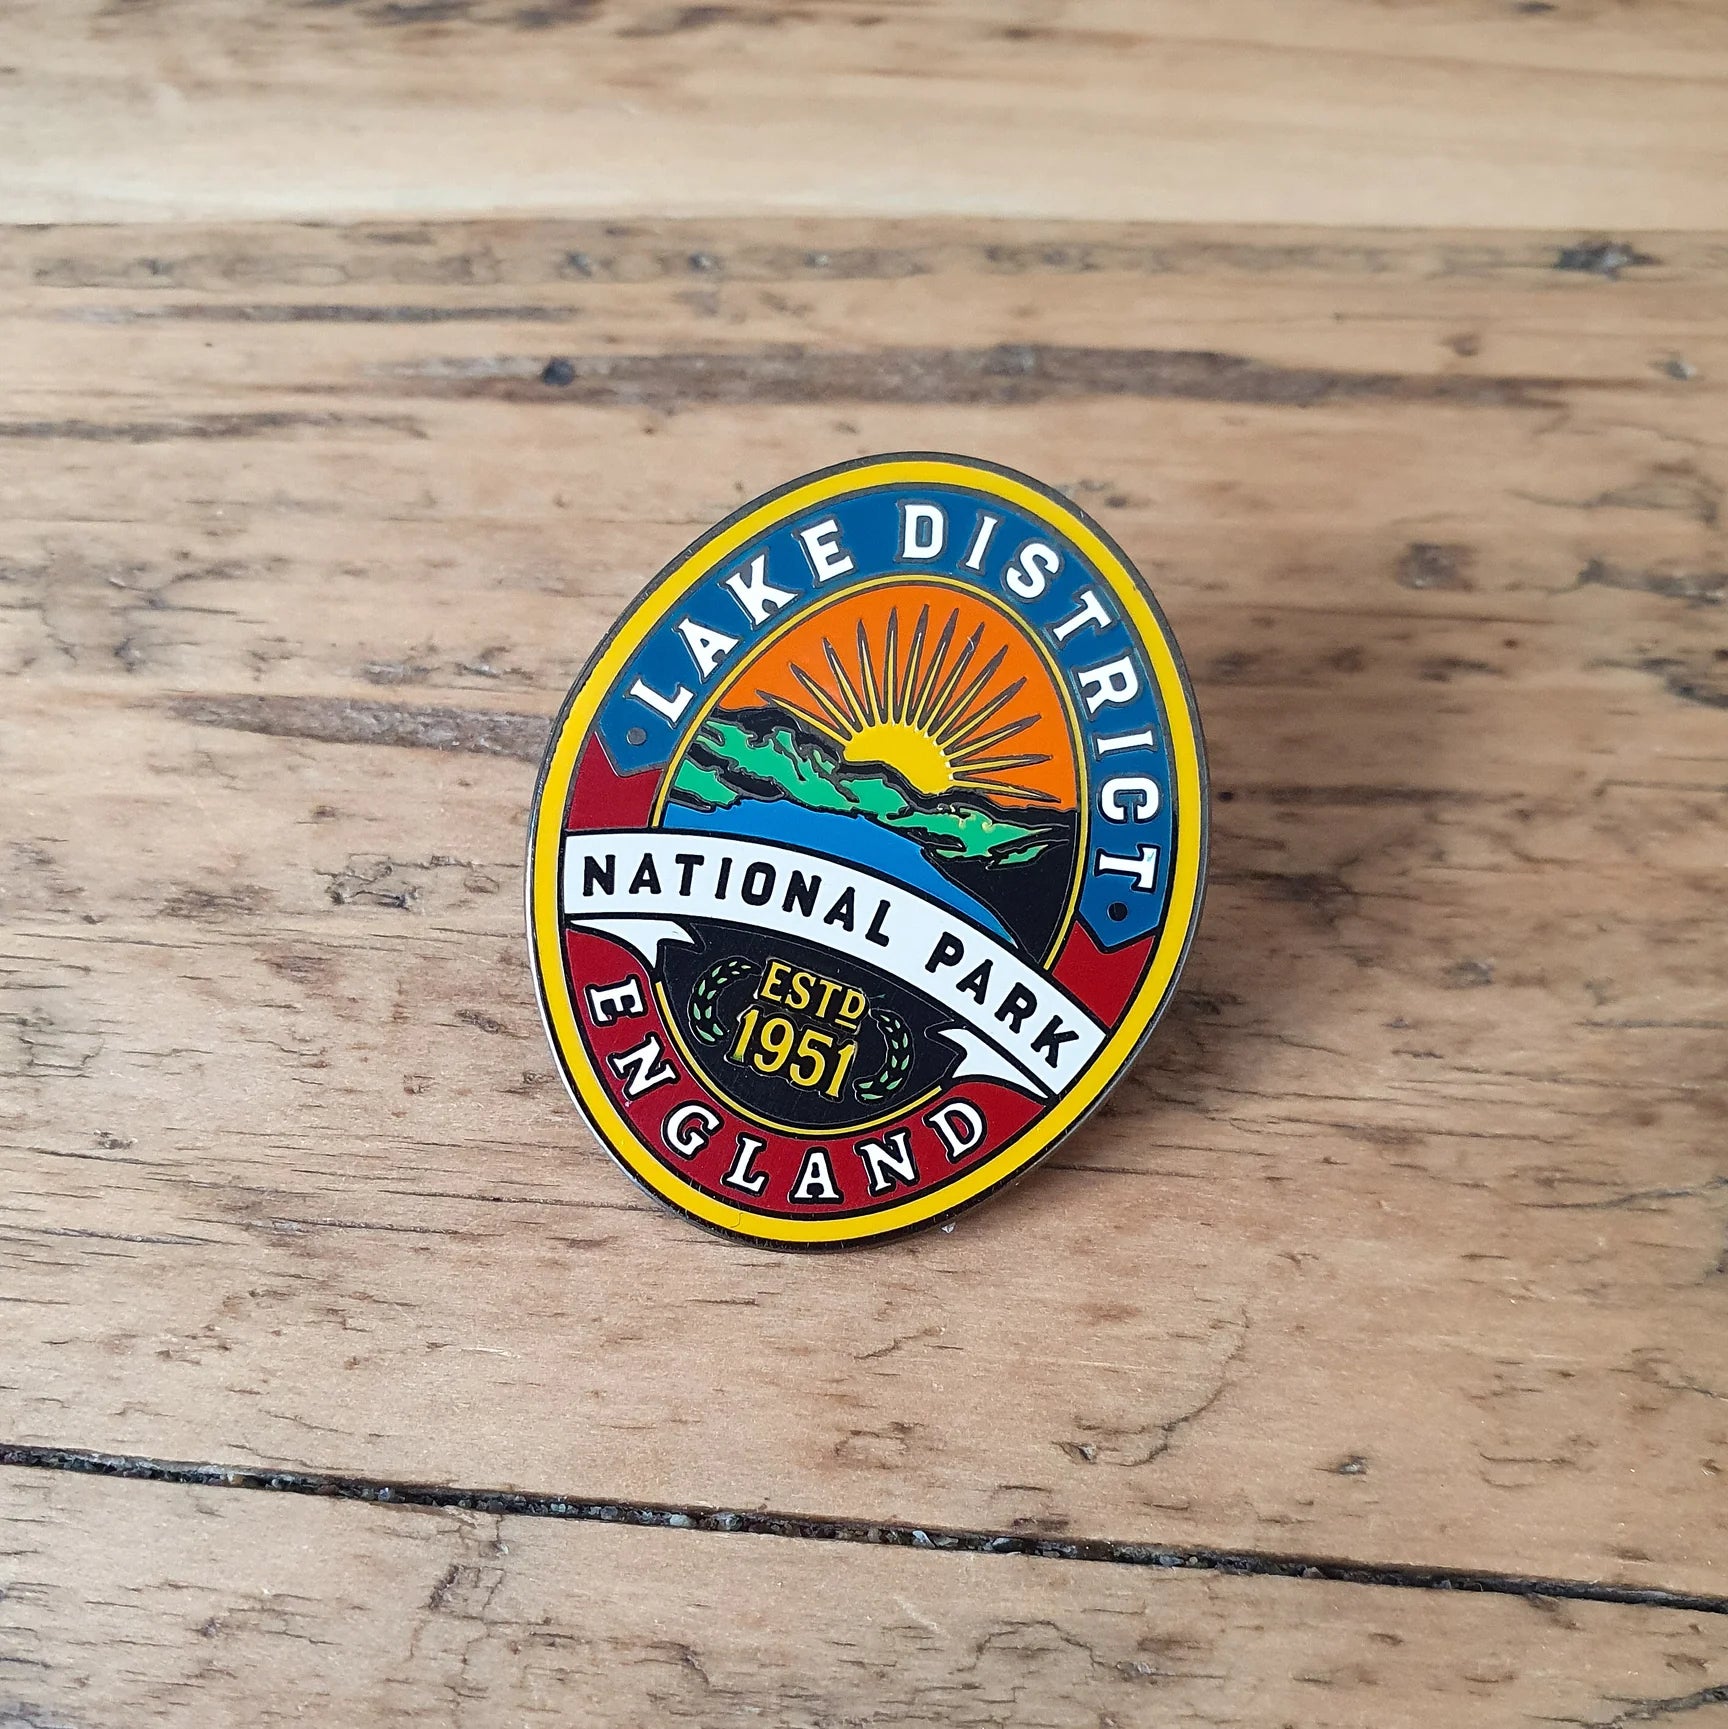 LAKE DISTRICT
NATIONAL PARK
ESTD
1951
ENGLAND